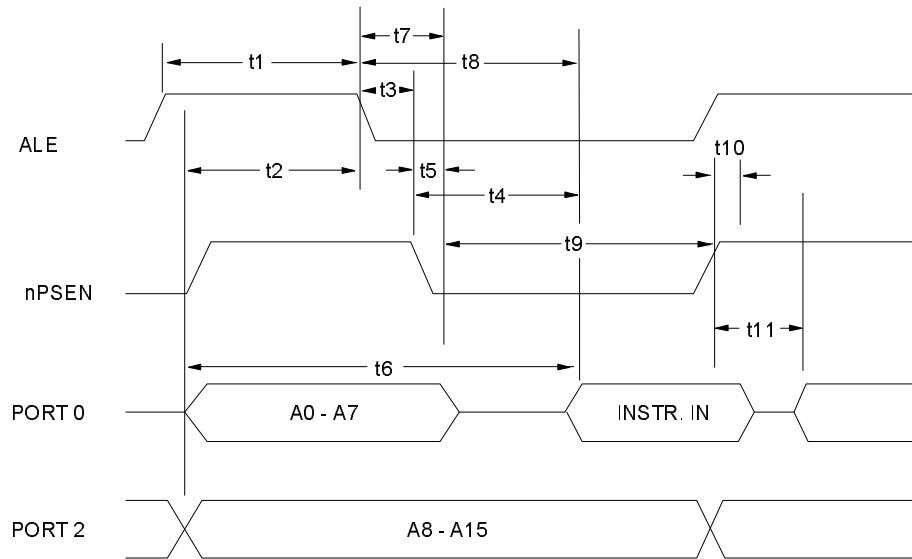 t7
t1
t8
t3
ALE
t10
t5
t2
t4
t9
nPSEN
t11
t6
PORT 0
A0 - A7
INSTR. IN
PORT 2
A8 - A15